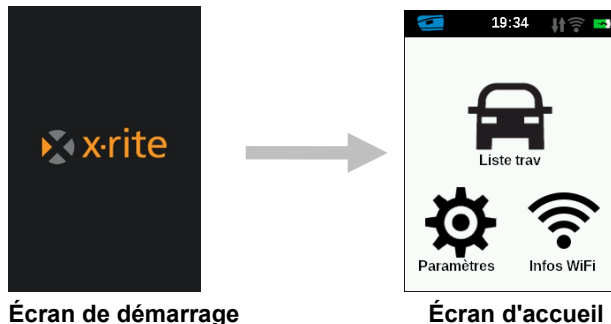 x·rite
19:34
Liste trav
Paramètres
Infos WiFi
Écran de démarrage
Écran d'accueil